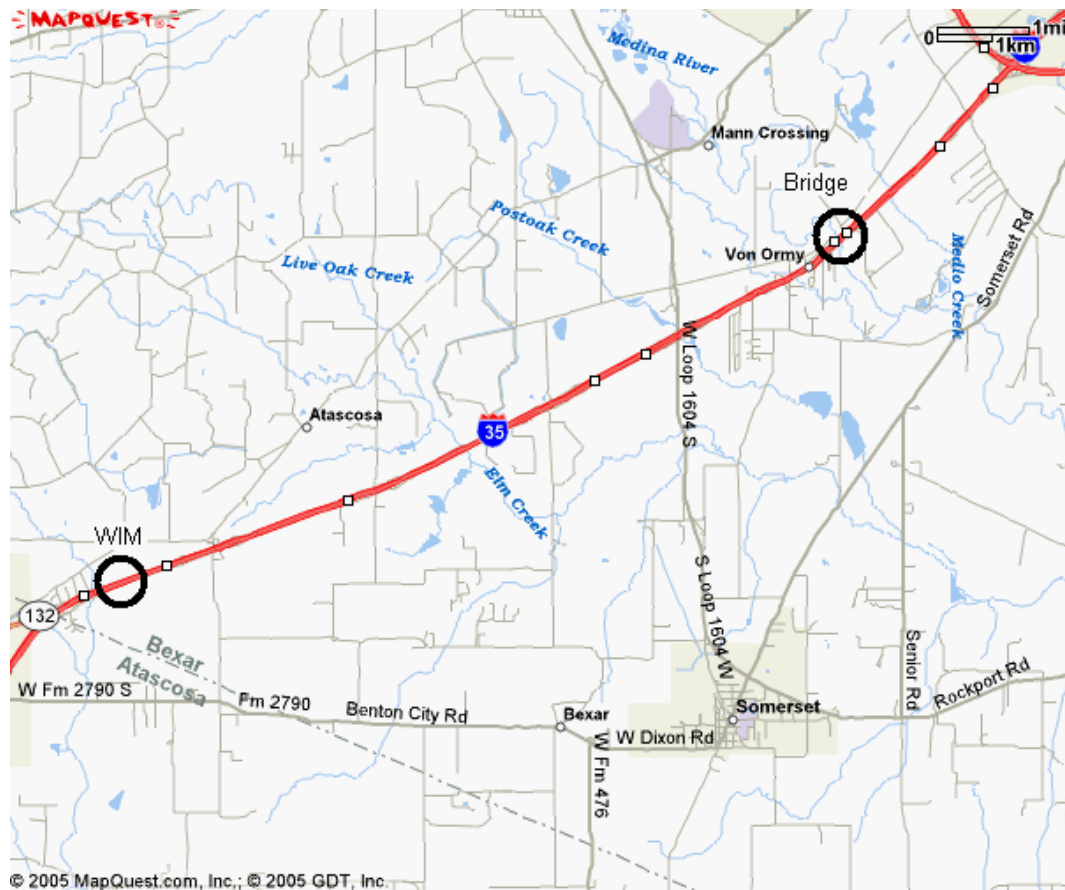 MAPQUEST
1mi
0
1km
Medina River
Mann Crossing
Bridge
Postoak Creek
Somerset Rd
Von Ormy
Medio Creek
Live Oak Creek
W Loop 1604 S
Atascosa
35
Elm Creek
WIM
S Loop 1604 W
132
Bexar
Atascosa
Senior Rd
Rockport Rd
W Fm 2790 S
Fm 2790
Benton City Rd
Bexar
Somerset
W Dixon Rd
W Fm 476
© 2005 MapQuest.com, Inc.; © 2005 GDT, Inc.